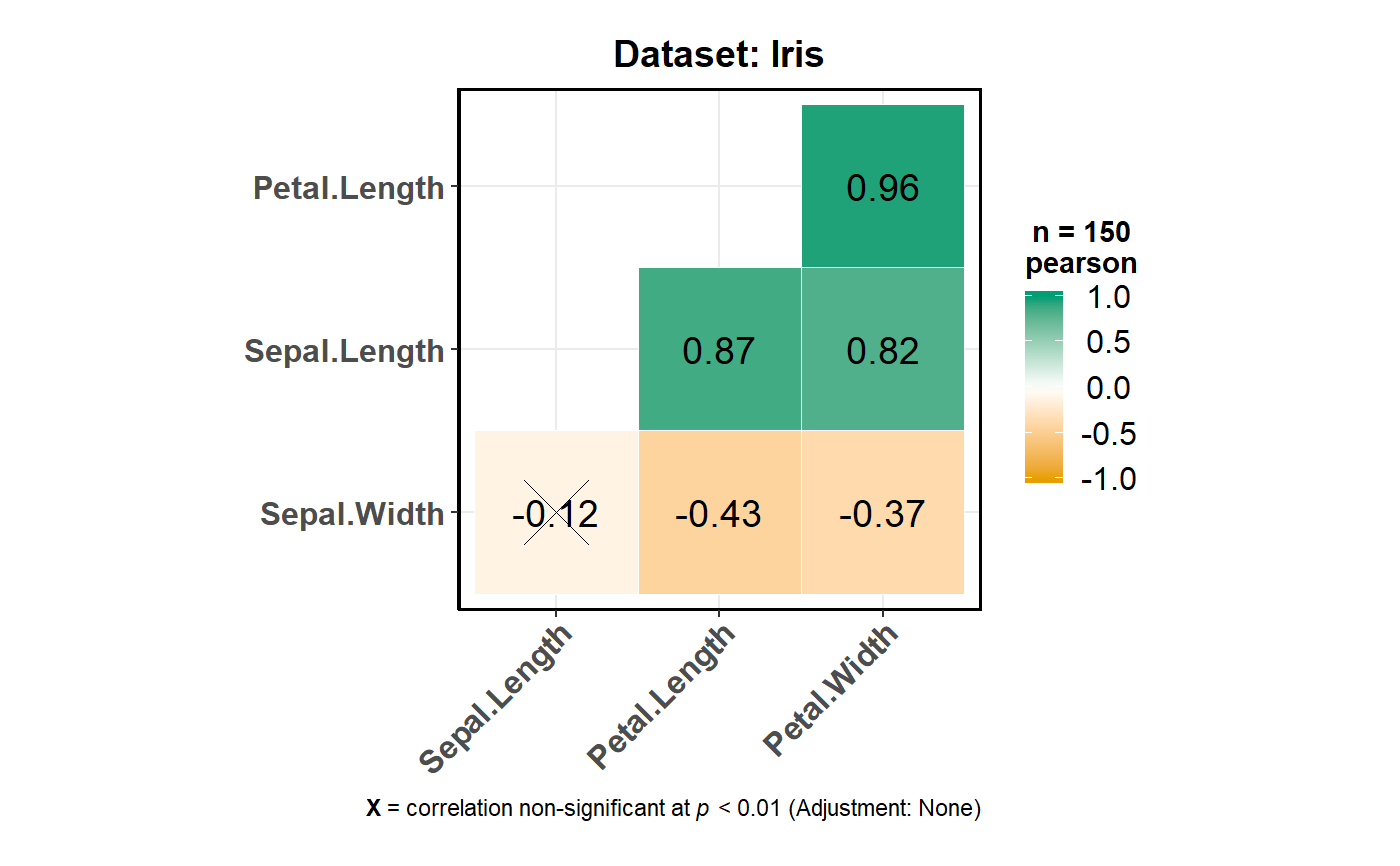 Dataset: Iris
Petal.Length
0.96
n = 150
pearson
1.0
0.5
0.0
-0.5
-1.0
Sepal.Length
0.87 0.82
Sepal.Width
-0.12 -0.43 -0.37
Sepal.Length
Petal.Length
Petal.Width
X = correlation non-significant at p < 0.01 (Adjustment: None)